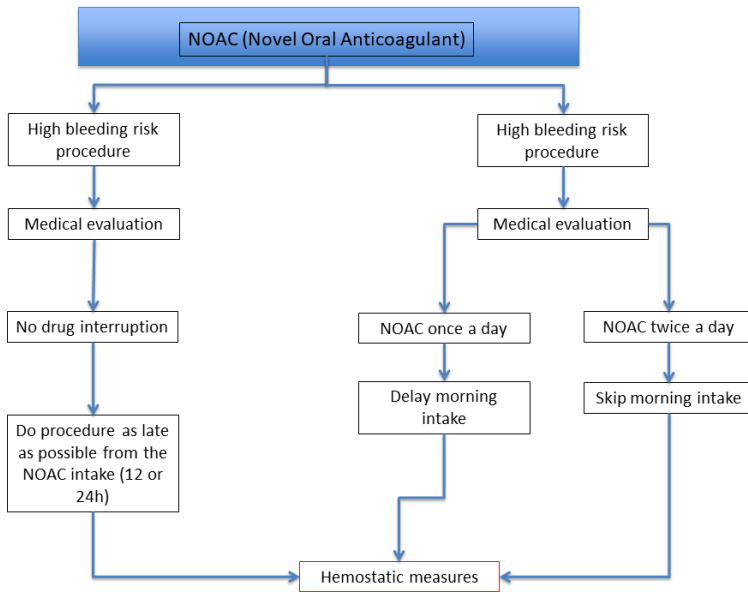 NOAC (Novel Oral Anticoagulant)
High bleeding risk
procedure
High bleeding risk
procedure
Medical evaluation
Medical evaluation
No drug interruption
NOAC once a day
NOAC twice a day
Delay morning
intake
Skip morning intake
Do procedure as late
as possible from the
NOAC intake (12 or
24h)
Hemostatic measures